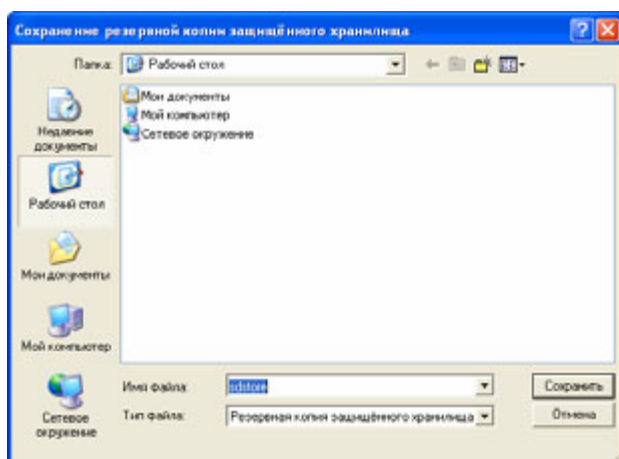 Сохранение резервной копии защищённого хранилища
Папка:
Рабочий стол
Мои документы
Мой компьютер
Сетевое окружение
Недавние
документы
Рабочий стол
Мои документы
Мой компьютер
Сетевое
окружение
Имя файла:
sdstore
Сохранить
Тип файла:
Резервная копия защищённого хранилища
Отмена